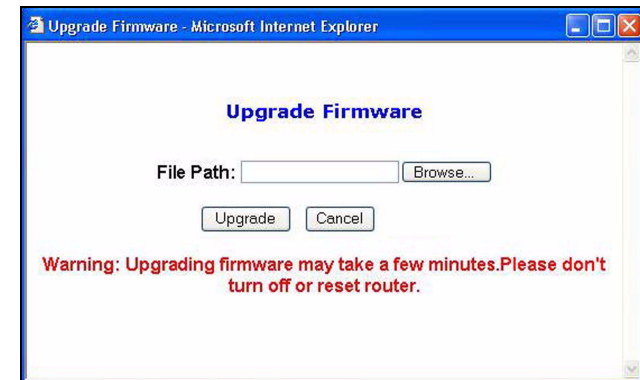 Upgrade Firmware - Microsoft Internet Explorer
Upgrade Firmware
File Path: Browse...
Upgrade Cancel
Warning: Upgrading firmware may take a few minutes.Please don't
turn off or reset router.